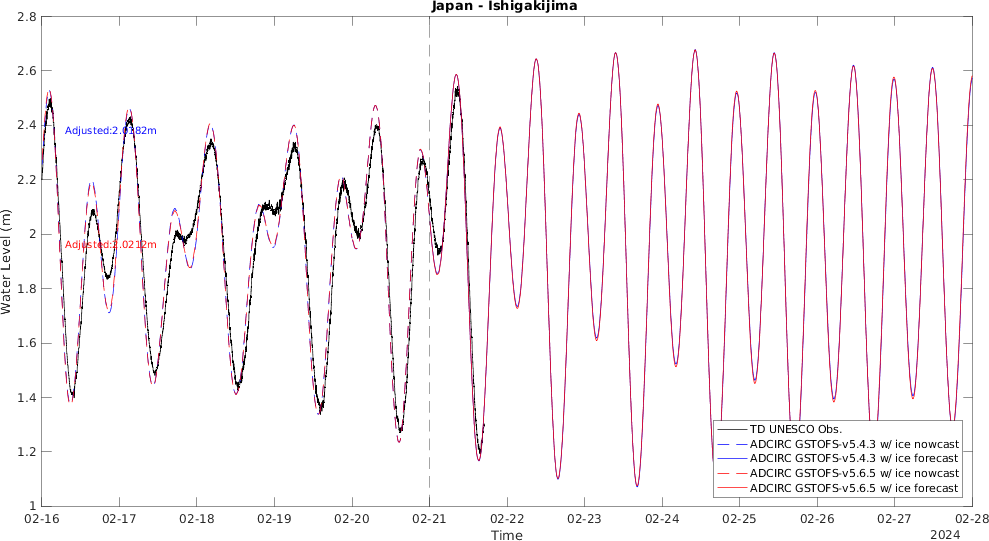 Japan - Ishigakijima
Water Level (m)
2.8
2.6
2.4
2.2
2
1.8
1.6
1.4
1.2
1
Adjusted:2.0382m
Adjusted:2.0212m
TD UNESCO Obs.
ADCIRC GSTOFS-v5.4.3 w/ ice nowcast
ADCIRC GSTOFS-v5.4.3 w/ ice forecast
ADCIRC GSTOFS-v5.6.5 w/ ice nowcast
ADCIRC GSTOFS-v5.6.5 w/ ice forecast
02-16 02-17 02-18 02-19 02-20 02-21 02-22 02-23 02-24 02-25 02-26 02-27 02-28
Time
2024